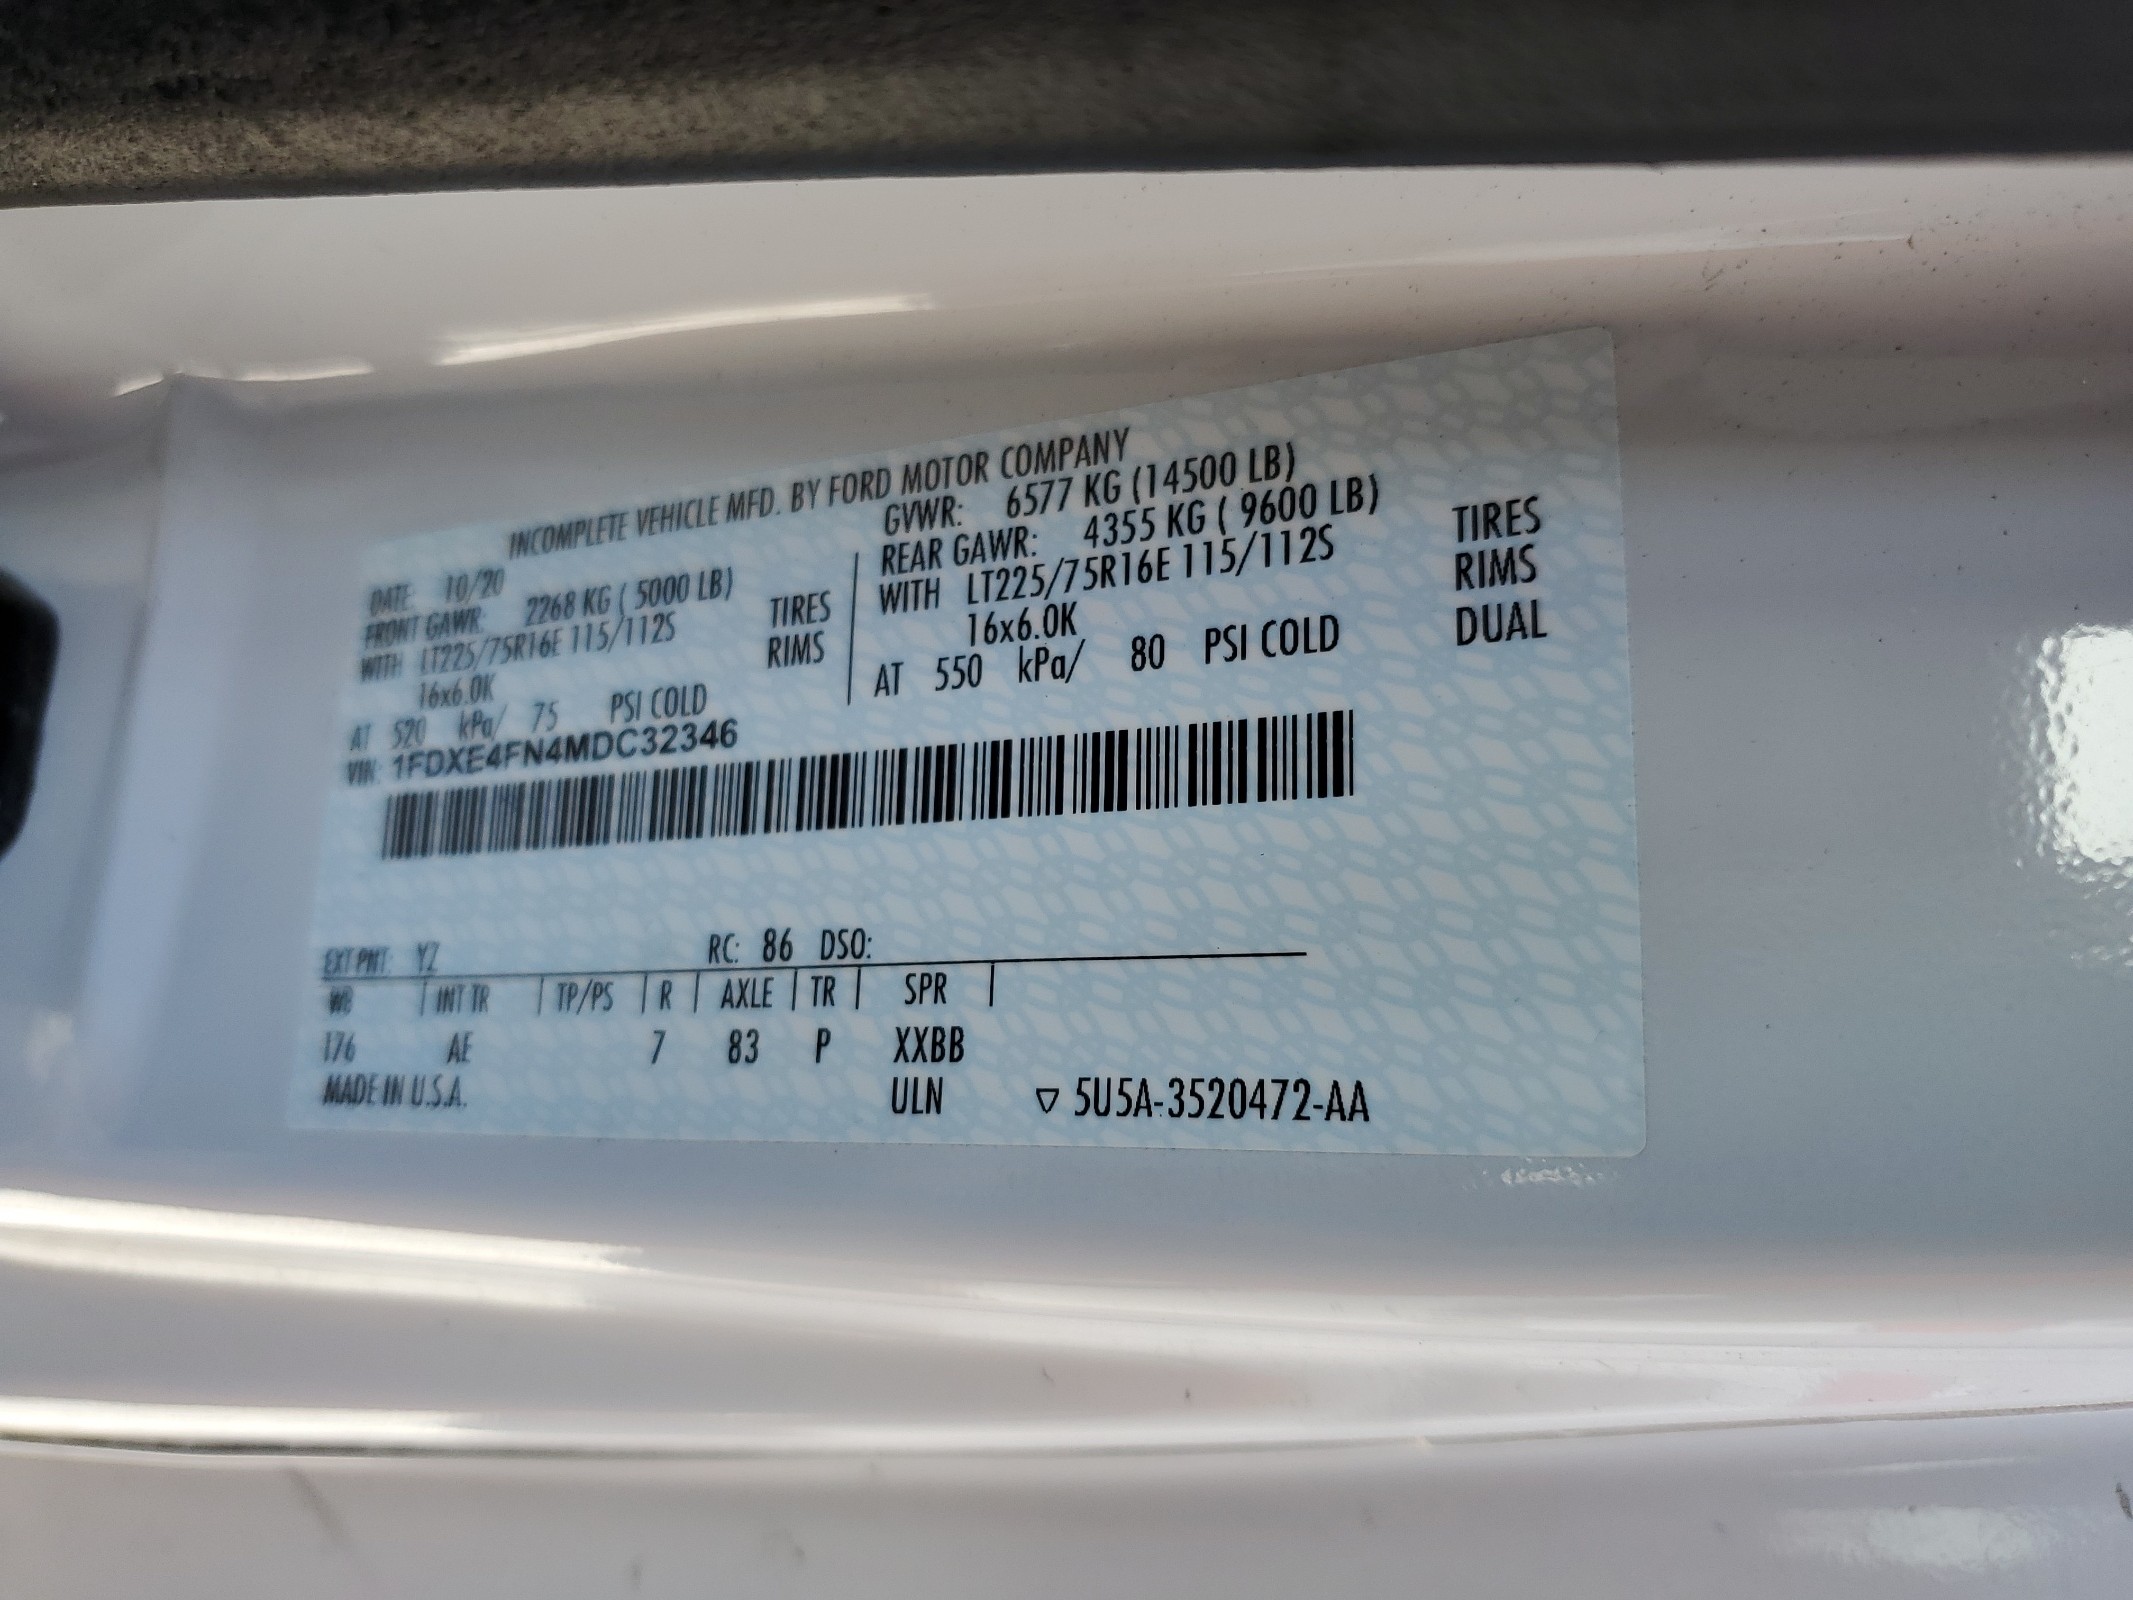 INCOMPLETE VEHICLE MFD. BY FORD MOTOR COMPANY
DATE 10/20
FRONT GAWR: 2268 KG ( 5000 LB)
WITH LT225/75R16E 115/112S TIRES
16x6.0K RIMS
AT 520 kPa/ 75 PSI COLD
GVWR: 6577 KG (14500 LB)
REAR GAWR: 4355 KG ( 9600 LB)
WITH LT225/75R16E 115/112S TIRES
16x6.0K RIMS
AT 550 kPa/ 80 PSI COLD DUAL
VIN: 1FDXE4FN4MDC32346
EXT PNT: YZ RC: 86 DSO:
WB | INT TR | TP/PS | R | AXLE | TR | SPR |
176 AE 7 83 P XXBB
MADE IN U.S.A. ULN ▽ 5U5A-3520472-AA